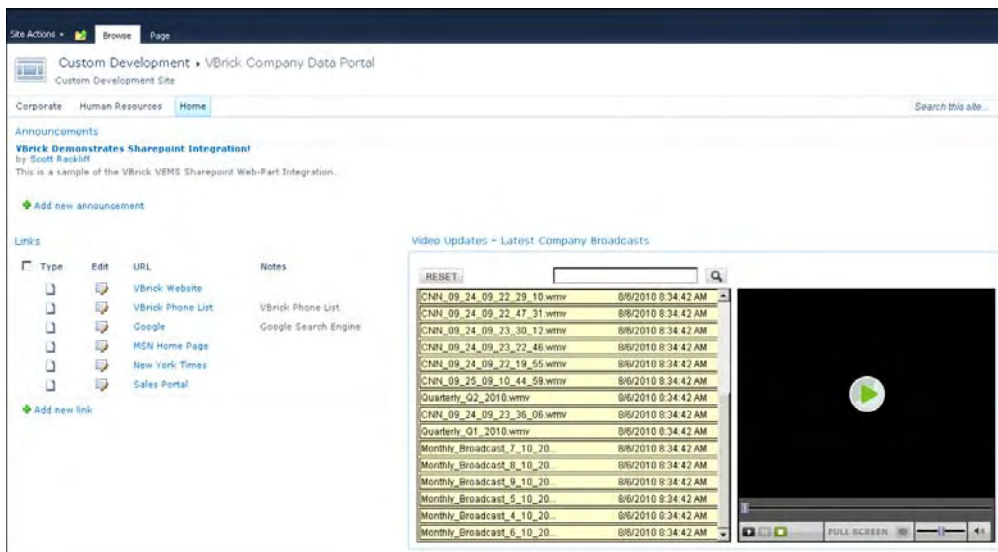 Site Actions Browse Page
Custom Development VBrick Company Data Portal
Custom Development Site
Corporate Human Resources Home Search this site...
Announcements
VBrick Demonstrates Sharepoint Integration!
by Scott Rackliff
This is a sample of the VBrick VEMS Sharepoint Web-Part Integration.
Add new announcement
Links
Type Edit URL Notes
VBrick Website
VBrick Phone List VBrick Phone List
Google Google Search Engine
MSN Home Page
New York Times
Sales Portal
Add new link
Video Updates - Latest Company Broadcasts
RESET
CNN_09_24_09_22_29_10.wmv 8/6/2010 8:34:42 AM
CNN_09_24_09_22_47_31.wmv 8/6/2010 8:34:42 AM
CNN_09_24_09_23_30_12.wmv 8/6/2010 8:34:42 AM
CNN_09_24_09_23_22_46.wmv 8/6/2010 8:34:42 AM
CNN_09_24_09_22_19_55.wmv 8/6/2010 8:34:42 AM
CNN_09_25_09_10_44_59.wmv 8/6/2010 8:34:42 AM
Quarterly_Q2_2010.wmv 8/6/2010 8:34:42 AM
CNN_09_24_09_23_36_06.wmv 8/6/2010 8:34:42 AM
Quarterly_Q1_2010.wmv 8/6/2010 8:34:42 AM
Monthly_Broadcast_7_10_20... 8/6/2010 8:34:42 AM
Monthly_Broadcast_8_10_20... 8/6/2010 8:34:42 AM
Monthly_Broadcast_9_10_20... 8/6/2010 8:34:42 AM
Monthly_Broadcast_5_10_20... 8/6/2010 8:34:42 AM
Monthly_Broadcast_4_10_20... 8/6/2010 8:34:42 AM
Monthly_Broadcast_6_10_20... 8/6/2010 8:34:42 AM
FULL SCREEN